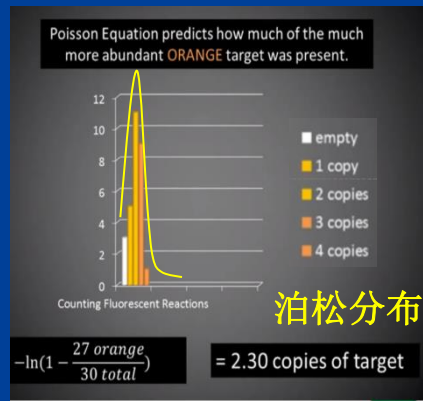 Poisson Equation predicts how much of the much
more abundant ORANGE target was present.
12
10
8
6
4
2
0
Counting Fluorescent Reactions
empty
1 copy
2 copies
3 copies
4 copies
泊松分布
−ln(1 − 27 orange / 30 total)
= 2.30 copies of target